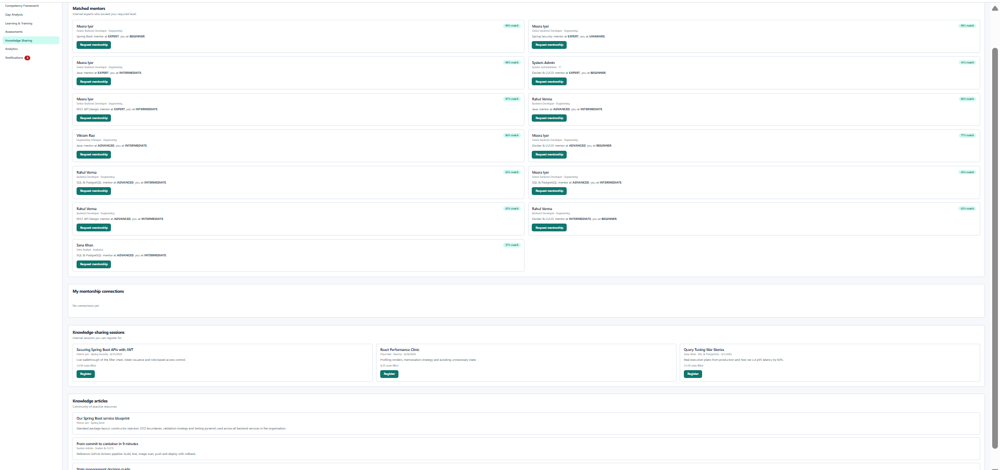 Competency Framework
Gap Analysis
Learning & Training
Assessments
Knowledge Sharing
Analytics
Notifications 3
Matched mentors
Internal experts who exceed your required level
Meera Iyer 99% match
Senior Backend Developer · Engineering
Spring Boot: mentor at EXPERT, you at BEGINNER.
Request mentorship
Meera Iyer 99% match
Senior Backend Developer · Engineering
Spring Security: mentor at EXPERT, you at UNAWARE.
Request mentorship
Meera Iyer 99% match
Senior Backend Developer · Engineering
Java: mentor at EXPERT, you at INTERMEDIATE.
Request mentorship
System Admin 91% match
System Administrator · IT
Docker & CI/CD: mentor at EXPERT, you at BEGINNER.
Request mentorship
Meera Iyer 87% match
Senior Backend Developer · Engineering
REST API Design: mentor at EXPERT, you at INTERMEDIATE.
Request mentorship
Rahul Verma 80% match
Backend Developer · Engineering
Java: mentor at ADVANCED, you at INTERMEDIATE.
Request mentorship
Vikram Rao 80% match
Engineering Manager · Engineering
Java: mentor at ADVANCED, you at INTERMEDIATE.
Request mentorship
Meera Iyer 77% match
Senior Backend Developer · Engineering
Docker & CI/CD: mentor at ADVANCED, you at BEGINNER.
Request mentorship
Rahul Verma 65% match
Backend Developer · Engineering
SQL & PostgreSQL: mentor at ADVANCED, you at INTERMEDIATE.
Request mentorship
Meera Iyer 65% match
Senior Backend Developer · Engineering
SQL & PostgreSQL: mentor at ADVANCED, you at INTERMEDIATE.
Request mentorship
Rahul Verma 65% match
Backend Developer · Engineering
REST API Design: mentor at ADVANCED, you at INTERMEDIATE.
Request mentorship
Rahul Verma 65% match
Backend Developer · Engineering
Docker & CI/CD: mentor at INTERMEDIATE, you at BEGINNER.
Request mentorship
Sana Khan 57% match
Data Analyst · Analytics
SQL & PostgreSQL: mentor at ADVANCED, you at INTERMEDIATE.
Request mentorship
My mentorship connections
No connections yet.
Knowledge-sharing sessions
Internal sessions you can register for
Securing Spring Boot APIs with JWT
Meera Iyer · Spring Security · 8/25/2026
Live walkthrough of the filter chain, token issuance and role-based access control.
12/30 seats filled
Register
React Performance Clinic
Priya Nair · React.js · 8/28/2026
Profiling renders, memoisation strategy and avoiding unnecessary state.
9/25 seats filled
Register
Query Tuning War Stories
Sana Khan · SQL & PostgreSQL · 9/1/2026
Real execution plans from production and how we cut p95 latency by 60%.
21/40 seats filled
Register
Knowledge articles
Community of practice resources
Our Spring Boot service blueprint
Meera Iyer · Spring Boot
Standard package layout, constructor injection, DTO boundaries, validation strategy and testing pyramid used across all backend services in the organisation.
From commit to container in 9 minutes
System Admin · Docker & CI/CD
Reference GitHub Actions pipeline: build, test, image scan, push and deploy with rollback.
State management decision guide